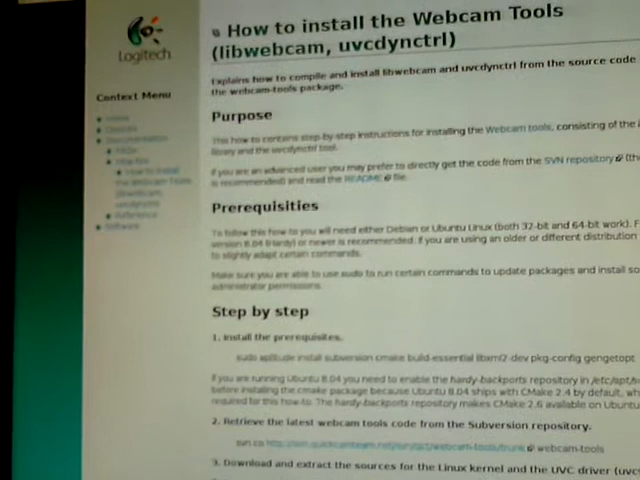 Logitech
How to install the Webcam Tools
(libwebcam, uvcdynctrl)
Explains how to compile and install libwebcam and uvcdynctrl from the source code
the webcam-tools package.
Context Menu
Purpose
This how to contains step-by-step instructions for installing the Webcam tools, consisting of the
library and the uvcdynctrl tool.
If you are an advanced user you may prefer to directly get the code from the SVN repository (th
is recommended) and read the README file.
Prerequisities
To follow this how to you will need either Debian or Ubuntu Linux (both 32-bit and 64-bit work). F
version 8.04 (Hardy) or newer is recommended. If you are using an older or different distribution
to slightly adapt certain commands.
Make sure you are able to use sudo to run certain commands to update packages and install so
administrator permissions.
Step by step
1. Install the prerequisites.
sudo aptitude install subversion cmake build-essential libxml2-dev pkg-config gengetopt
If you are running Ubuntu 8.04 you need to enable the hardy-backports repository in /etc/apt/s
before installing the cmake package because Ubuntu 8.04 ships with CMake 2.4 by default, wh
required for this how-to. The hardy-backports repository makes CMake 2.6 available on Ubuntu
2. Retrieve the latest webcam tools code from the Subversion repository.
svn co webcam-tools
3. Download and extract the sources for the Linux kernel and the UVC driver (uvc